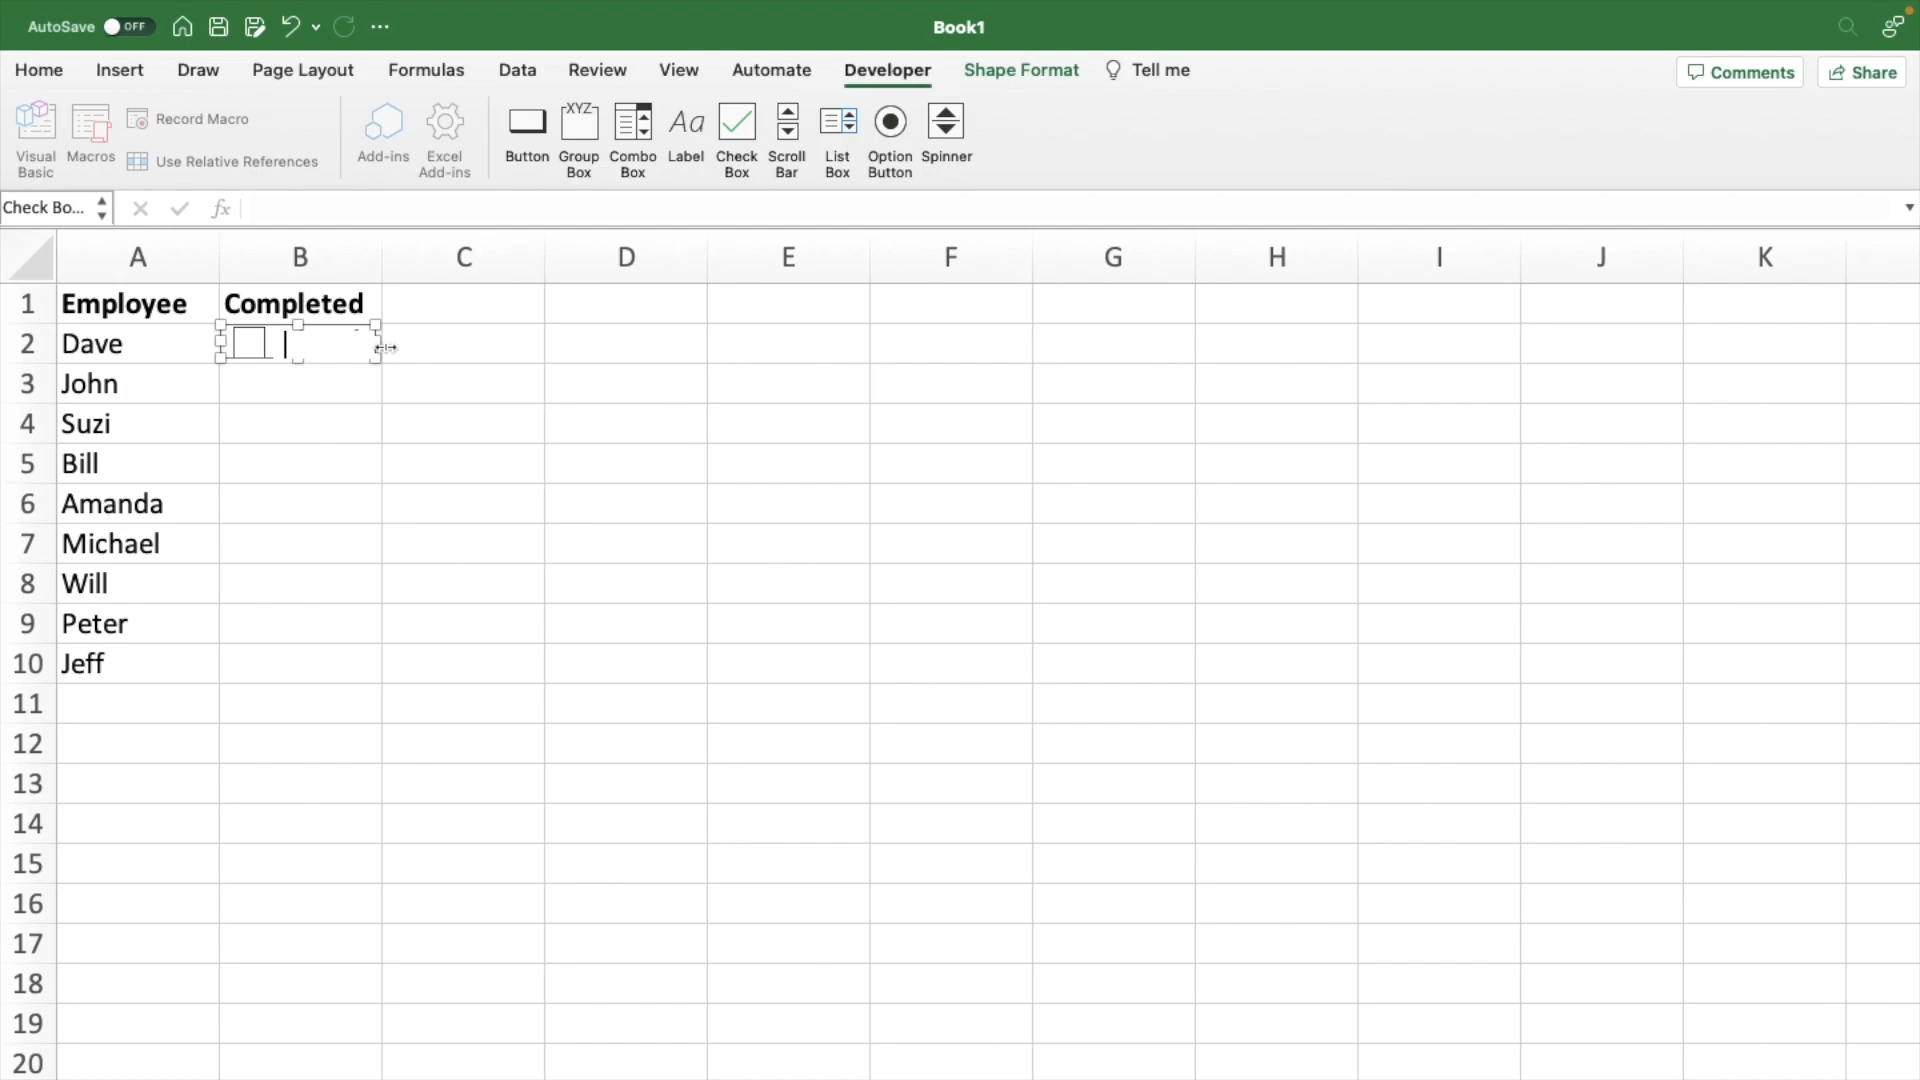 AutoSave OFF Book1
Home Insert Draw Page Layout Formulas Data Review View Automate Developer Shape Format Tell me Comments Share
Visual Basic
Macros
Record Macro
Use Relative References
Add-ins
Excel Add-ins
Button
XYZ
Group Box
Combo Box
Aa
Label
Check Box
Scroll Bar
List Box
Option Button
Spinner
Check Bo... fx
A B C D E F G H I J K
1 Employee Completed
2 Dave
3 John
4 Suzi
5 Bill
6 Amanda
7 Michael
8 Will
9 Peter
10 Jeff
11
12
13
14
15
16
17
18
19
20